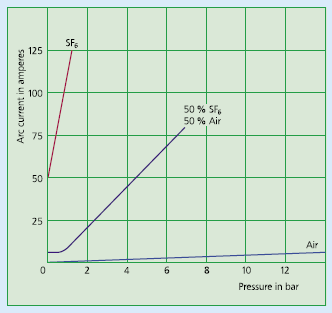 Arc current in amperes
125
100
75
50
25
SF₆
50 % SF₆
50 % Air
Air
0 2 4 6 8 10 12
Pressure in bar